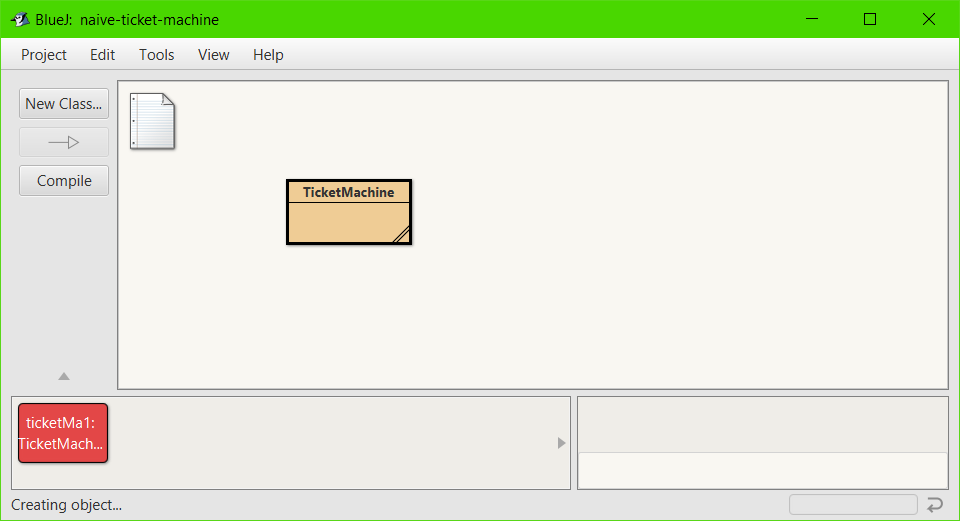 BlueJ: naive-ticket-machine
Project Edit Tools View Help
New Class...
Compile
TicketMachine
ticketMa1:
TicketMach...
Creating object...